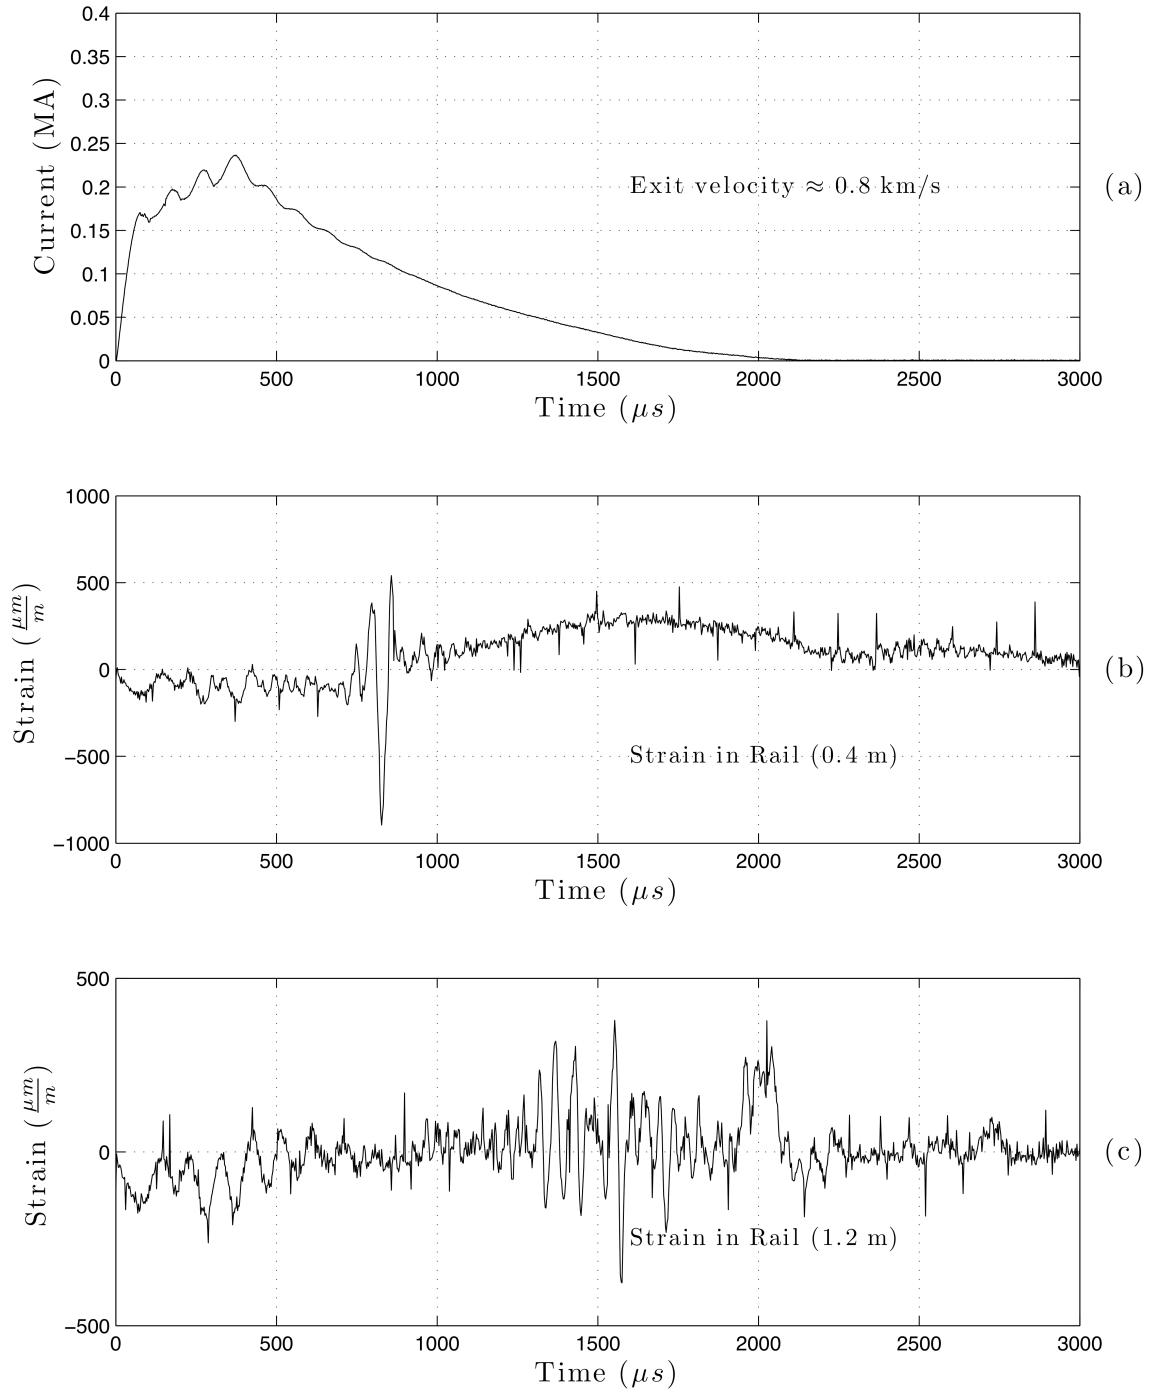 0.4
0.35
0.3
0.25
0.2
0.15
0.1
0.05
0
Current (MA)
Exit velocity ≈ 0.8 km/s
(a)
0 500 1000 1500 2000 2500 3000
Time (μs)
1000
500
0
−500
−1000
Strain (μm/m)
Strain in Rail (0.4 m)
(b)
0 500 1000 1500 2000 2500 3000
Time (μs)
500
0
−500
Strain (μm/m)
Strain in Rail (1.2 m)
(c)
0 500 1000 1500 2000 2500 3000
Time (μs)